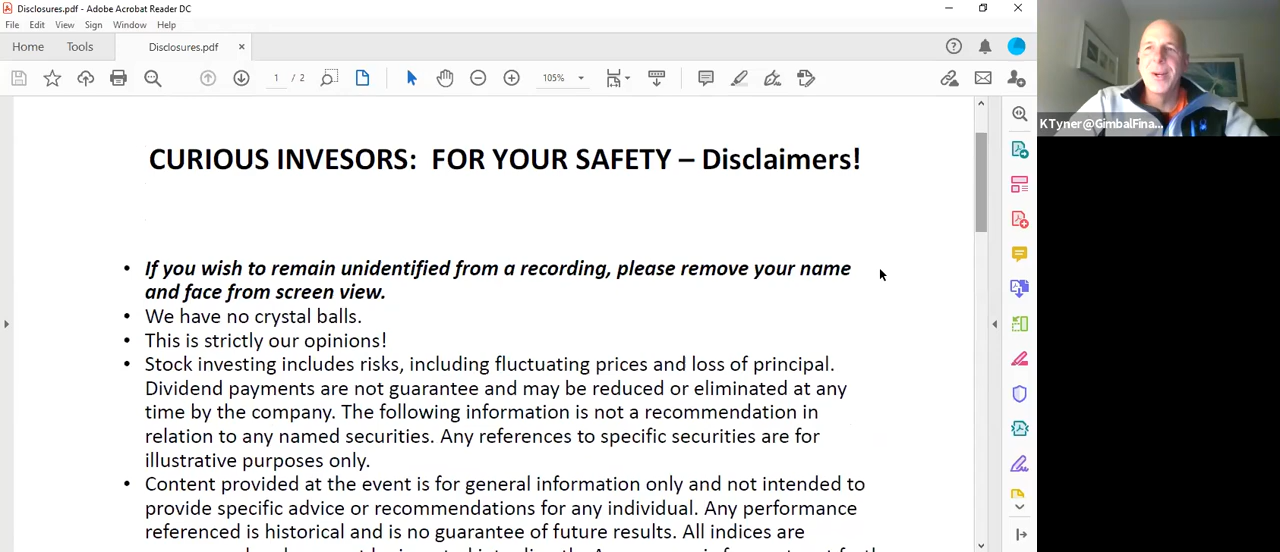 Disclosures.pdf - Adobe Acrobat Reader DC
File Edit View Sign Window Help
Home Tools Disclosures.pdf
1 / 2 105%
KTyner@GimbalFina...
CURIOUS INVESORS: FOR YOUR SAFETY – Disclaimers!
• If you wish to remain unidentified from a recording, please remove your name
and face from screen view.
• We have no crystal balls.
• This is strictly our opinions!
• Stock investing includes risks, including fluctuating prices and loss of principal.
Dividend payments are not guarantee and may be reduced or eliminated at any
time by the company. The following information is not a recommendation in
relation to any named securities. Any references to specific securities are for
illustrative purposes only.
• Content provided at the event is for general information only and not intended to
provide specific advice or recommendations for any individual. Any performance
referenced is historical and is no guarantee of future results. All indices are